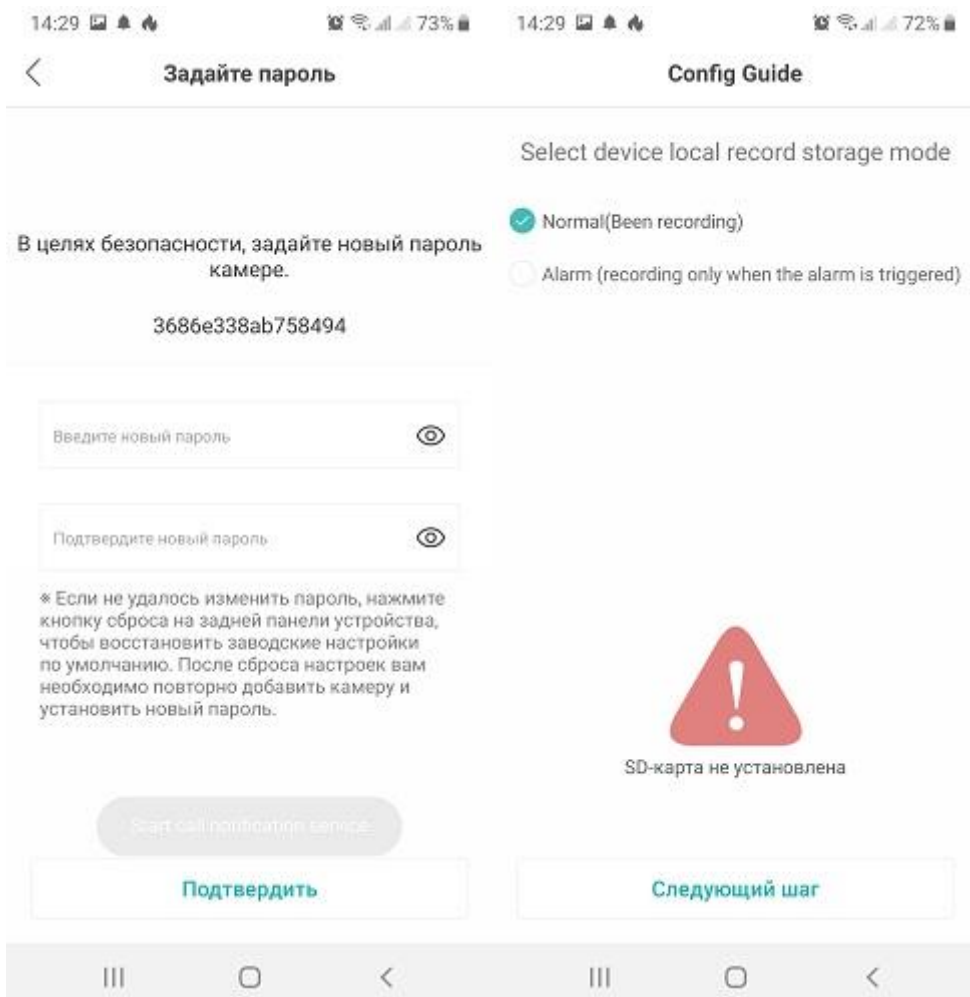 14:29
73%
Задайте пароль
В целях безопасности, задайте новый пароль
камере.
3686e338ab758494
Введите новый пароль
Подтвердите новый пароль
* Если не удалось изменить пароль, нажмите
кнопку сброса на задней панели устройства,
чтобы восстановить заводские настройки
по умолчанию. После сброса настроек вам
необходимо повторно добавить камеру и
установить новый пароль.
Start call notification service
Подтвердить
14:29
72%
Config Guide
Select device local record storage mode
Normal(Been recording)
Alarm (recording only when the alarm is triggered)
SD-карта не установлена
Следующий шаг